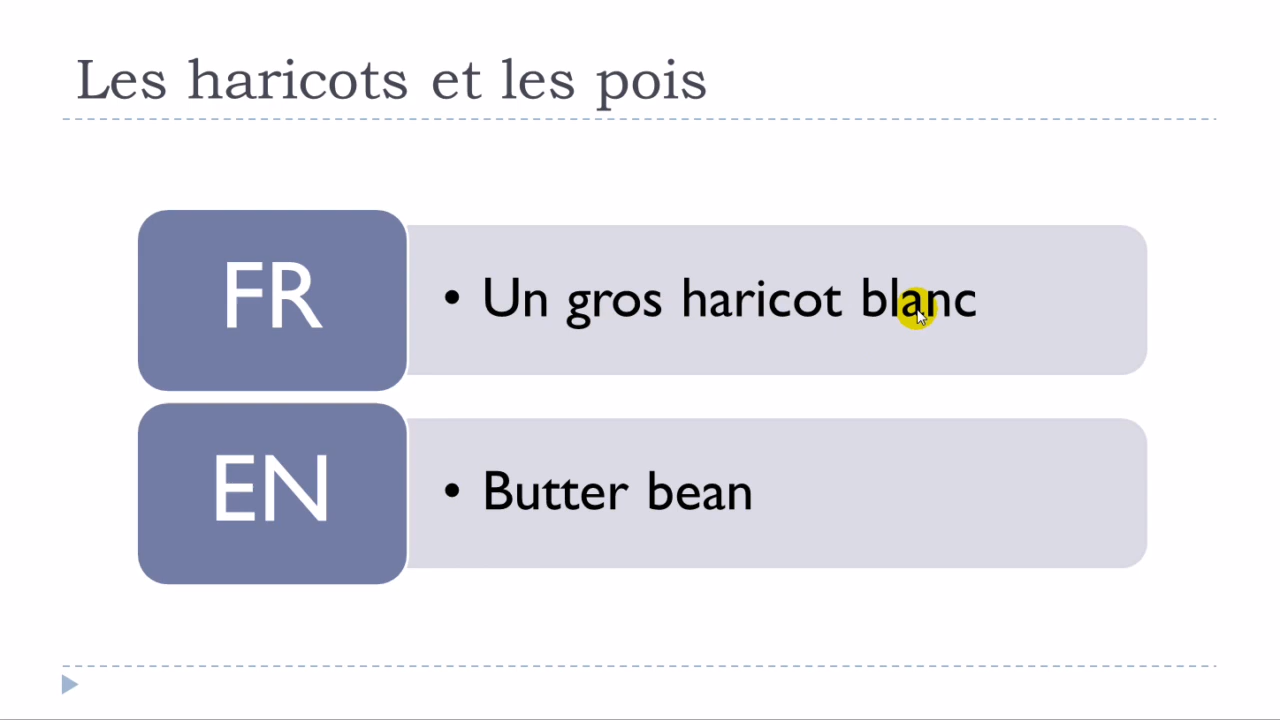 Les haricots et les pois
FR
• Un gros haricot blanc
EN
• Butter bean